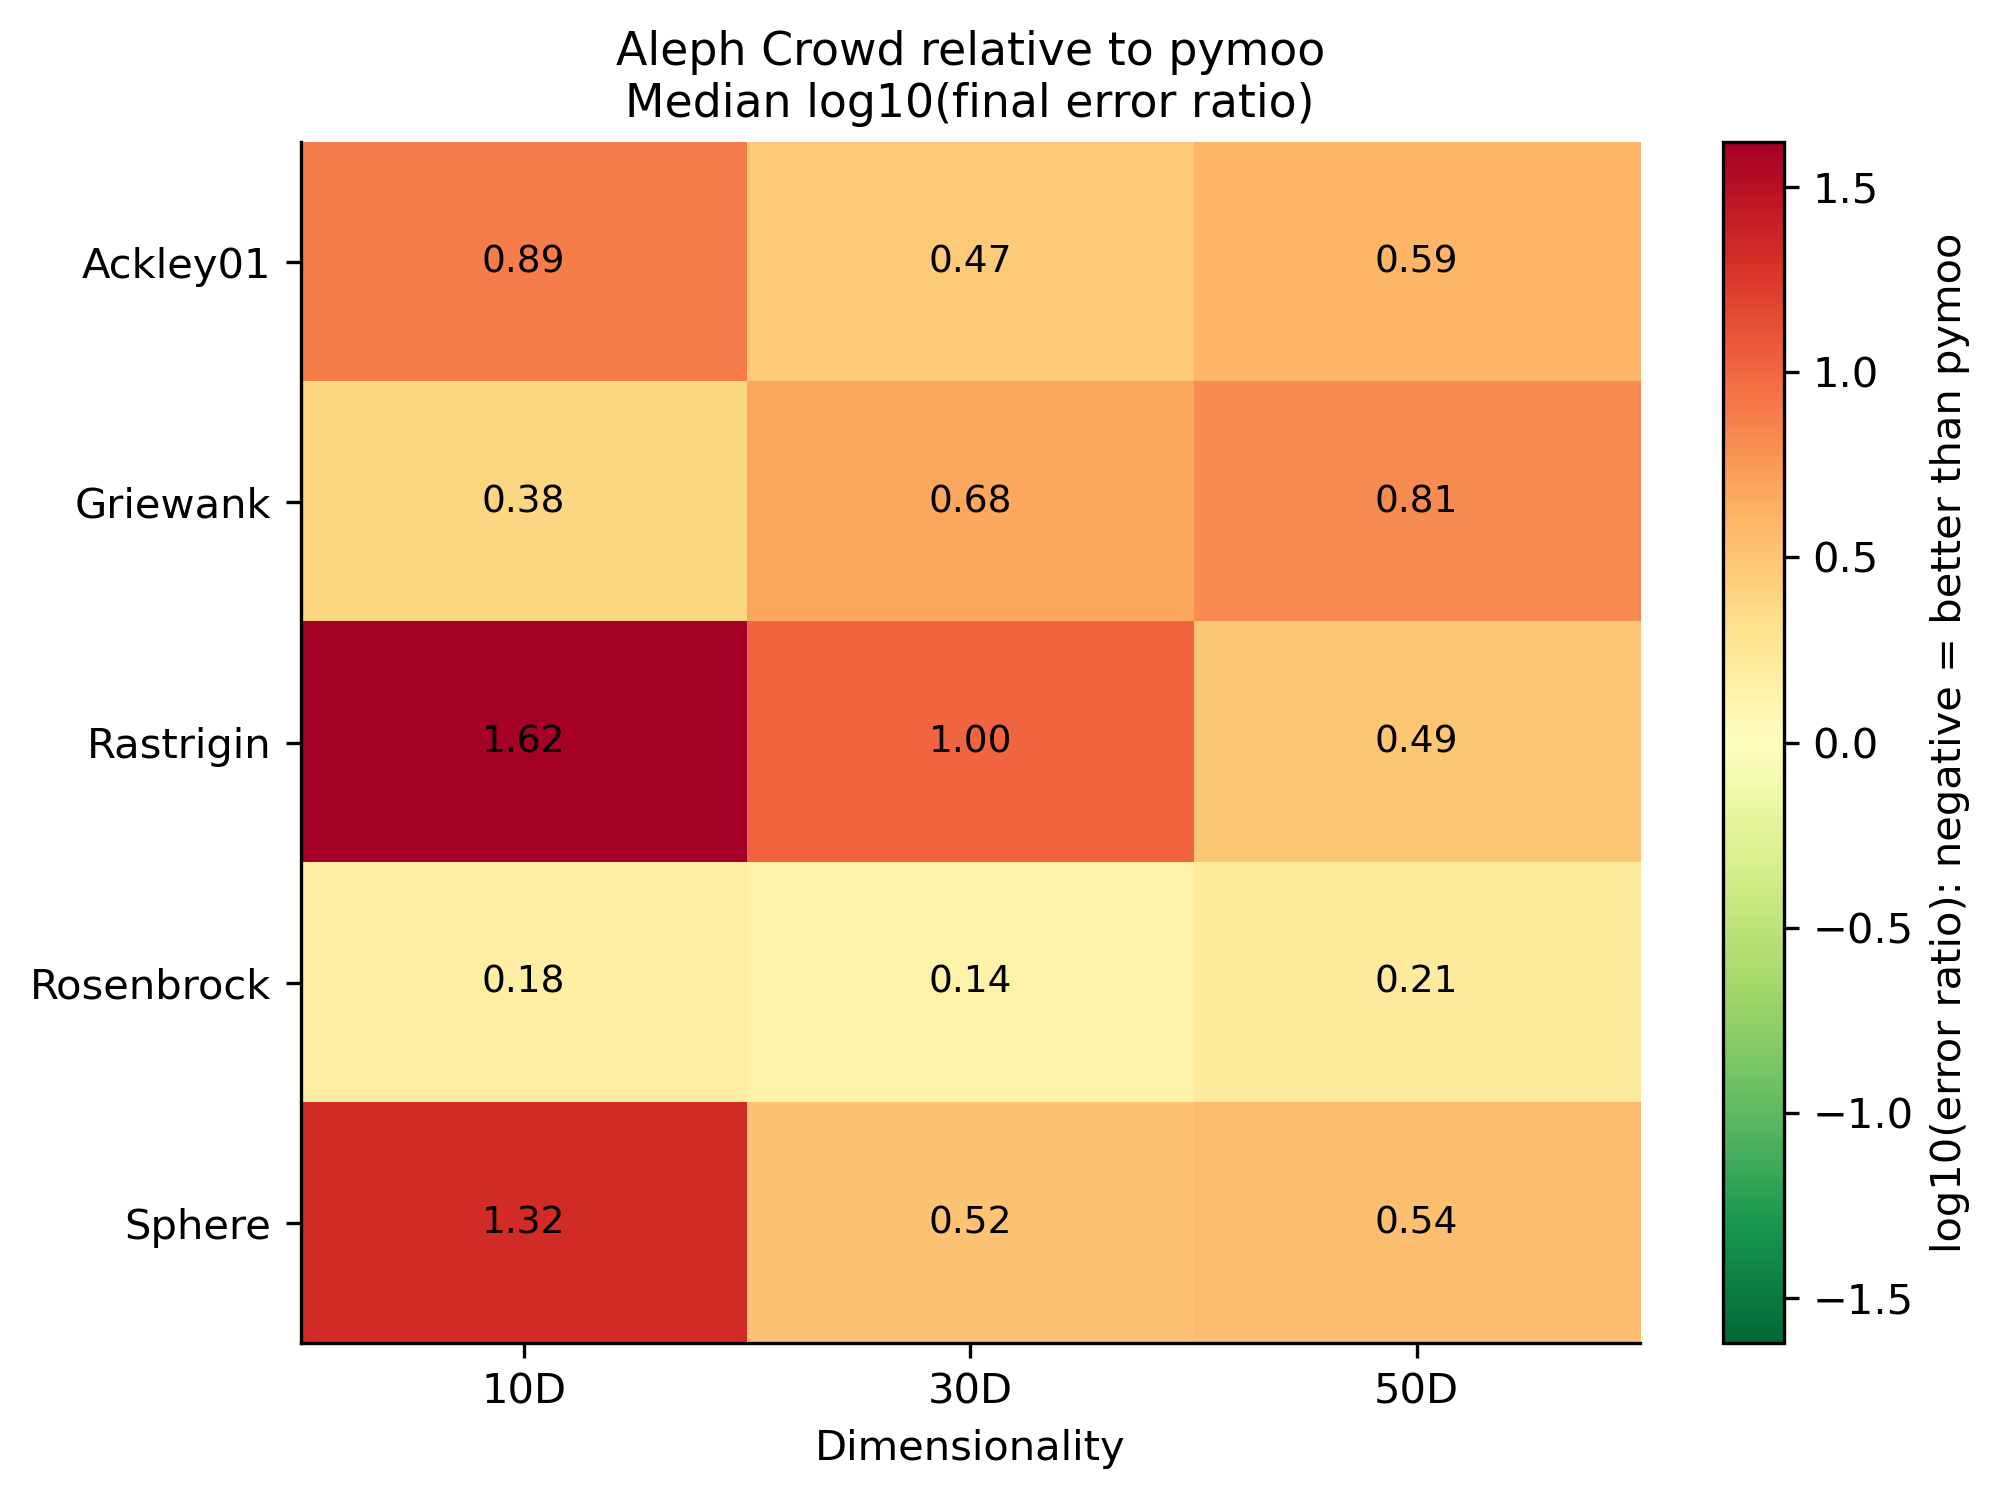 Aleph Crowd relative to pymoo
Median log10(final error ratio)
Ackley01
0.89
0.47
0.59
Griewank
0.38
0.68
0.81
Rastrigin
1.62
1.00
0.49
Rosenbrock
0.18
0.14
0.21
Sphere
1.32
0.52
0.54
10D
30D
50D
Dimensionality
1.5
1.0
0.5
0.0
−0.5
−1.0
−1.5
log10(error ratio): negative = better than pymoo